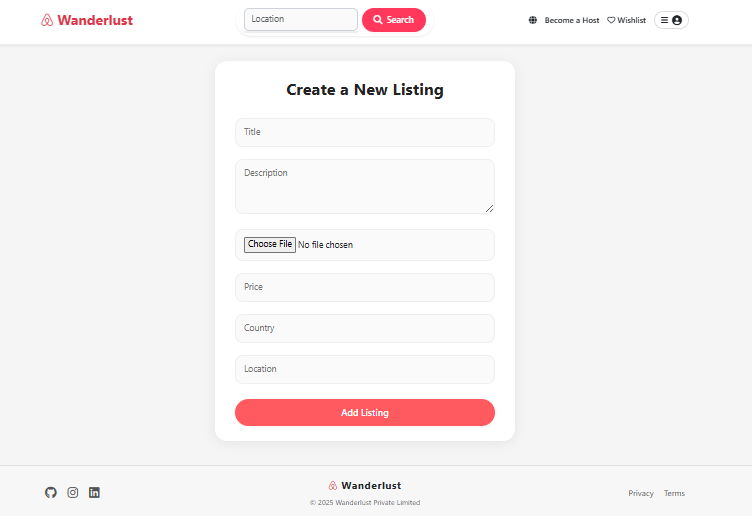 Wanderlust
Location
Search
Become a Host
Wishlist
Create a New Listing
Title
Description
Choose File No file chosen
Price
Country
Location
Add Listing
Wanderlust
© 2025 Wanderlust Private Limited
Privacy
Terms